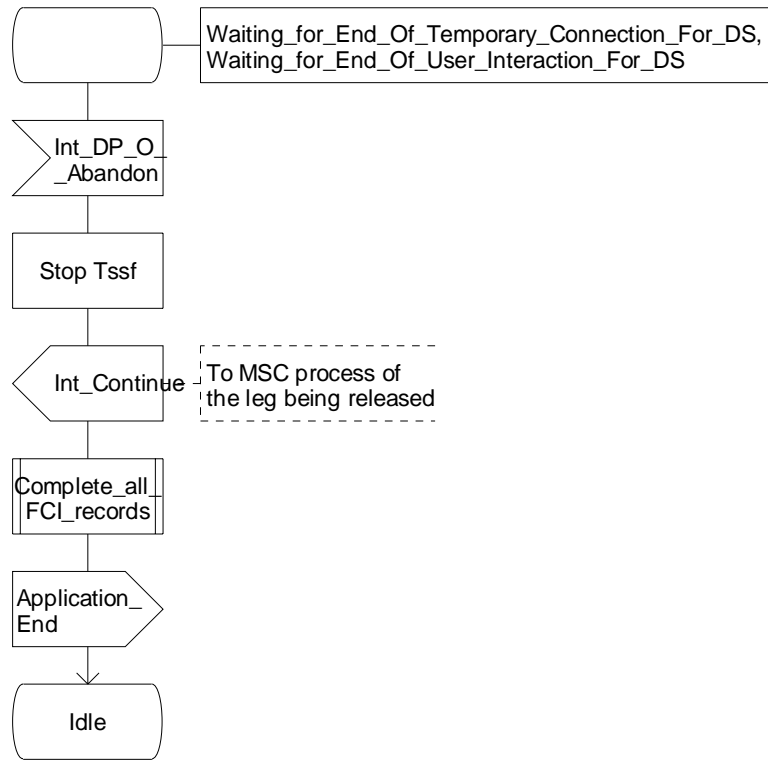 Waiting_for_End_Of_Temporary_Connection_For_DS,
Waiting_for_End_Of_User_Interaction_For_DS
Int_DP_O_
_Abandon
Stop Tssf
Int_Continue
To MSC process of
the leg being released
Complete_all_
FCI_records
Application_
End
Idle